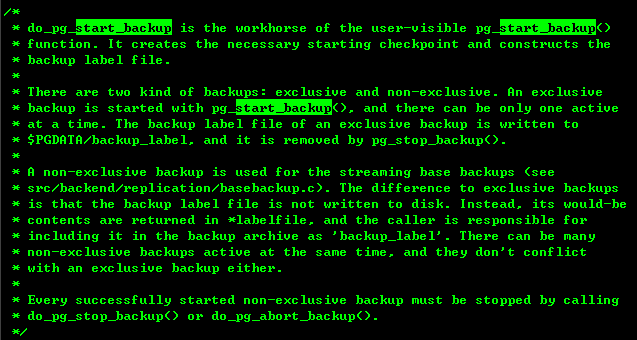 /*
 * do_pg_start_backup is the workhorse of the user-visible pg_start_backup()
 * function. It creates the necessary starting checkpoint and constructs the
 * backup label file.
 *
 * There are two kind of backups: exclusive and non-exclusive. An exclusive
 * backup is started with pg_start_backup(), and there can be only one active
 * at a time. The backup label file of an exclusive backup is written to
 * $PGDATA/backup_label, and it is removed by pg_stop_backup().
 *
 * A non-exclusive backup is used for the streaming base backups (see
 * src/backend/replication/basebackup.c). The difference to exclusive backups
 * is that the backup label file is not written to disk. Instead, its would-be
 * contents are returned in *labelfile, and the caller is responsible for
 * including it in the backup archive as 'backup_label'. There can be many
 * non-exclusive backups active at the same time, and they don't conflict
 * with an exclusive backup either.
 *
 * Every successfully started non-exclusive backup must be stopped by calling
 * do_pg_stop_backup() or do_pg_abort_backup().
 */